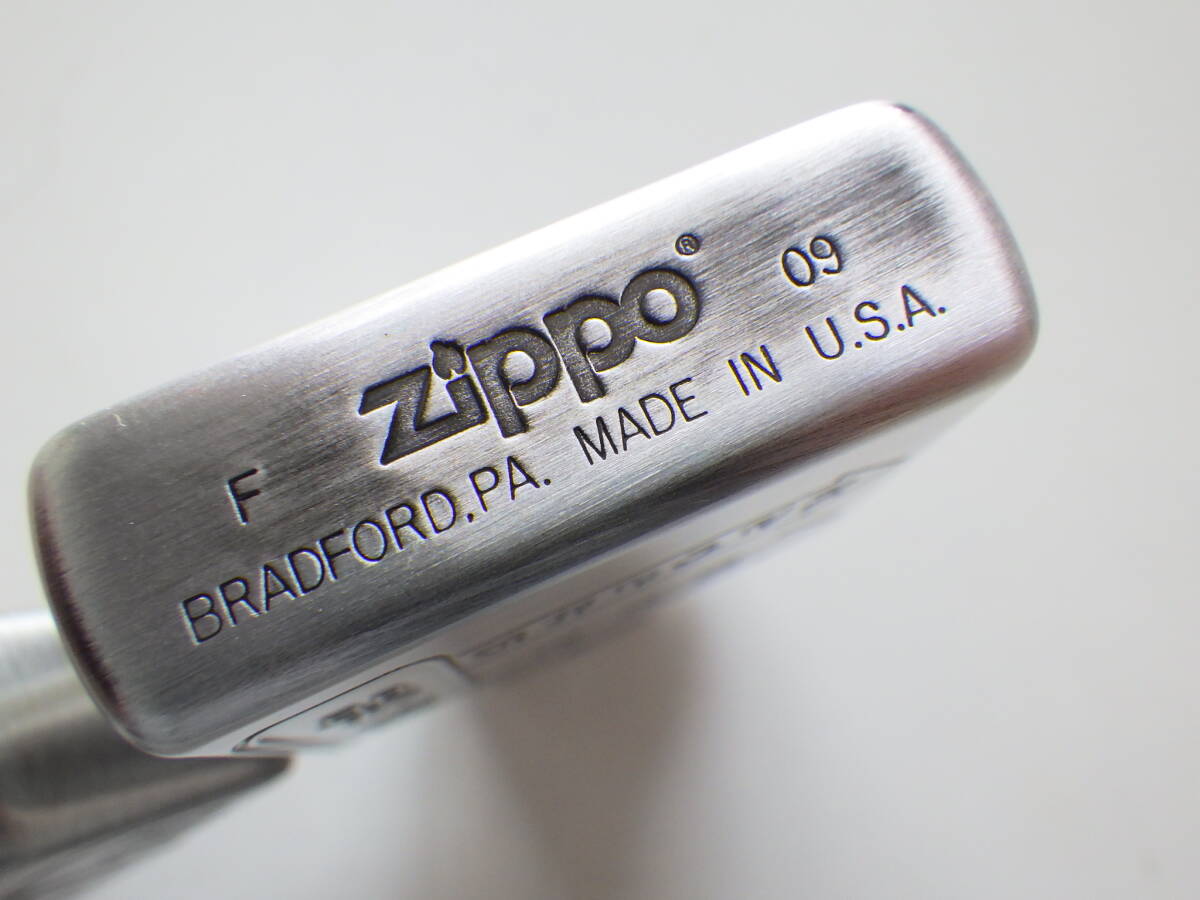 F zippo® 09
BRADFORD,PA. MADE IN U.S.A.